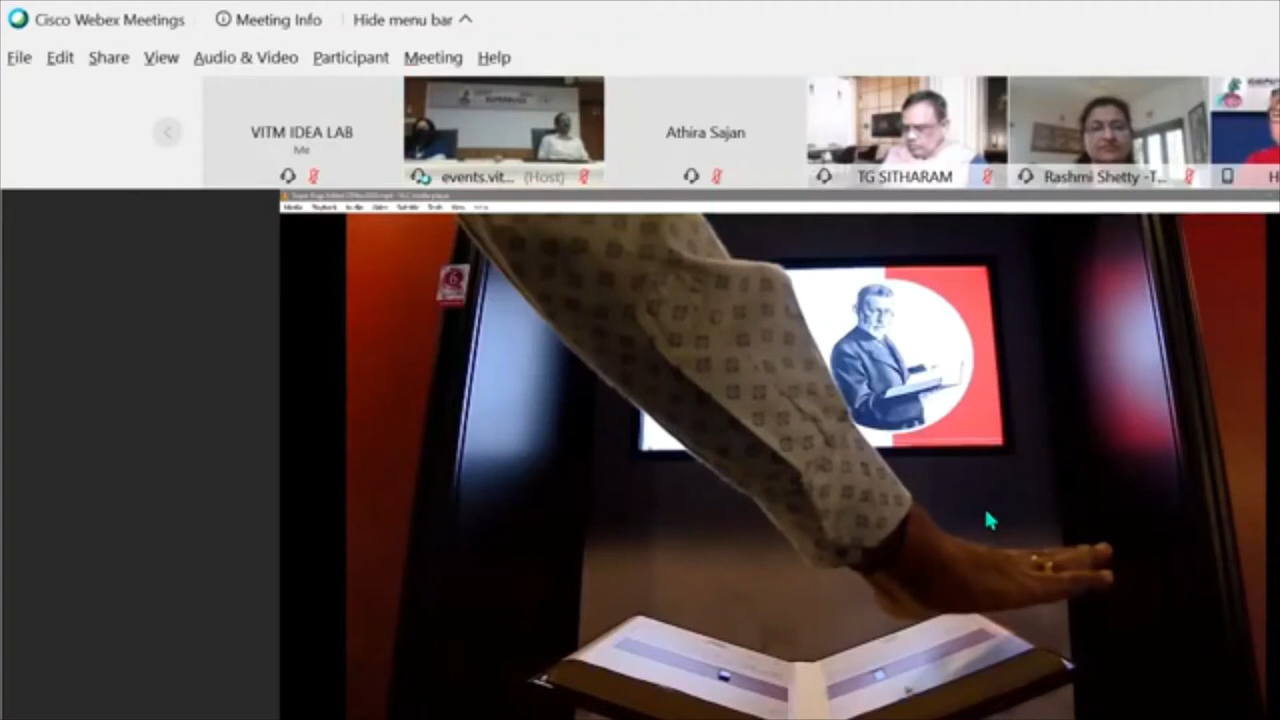 Cisco Webex Meetings Meeting Info Hide menu bar
File Edit Share View Audio & Video Participant Meeting Help
VITM IDEA LAB
Me
Athira Sajan
events.vit... (Host)
TG SITHARAM
Rashmi Shetty -T...
H
6